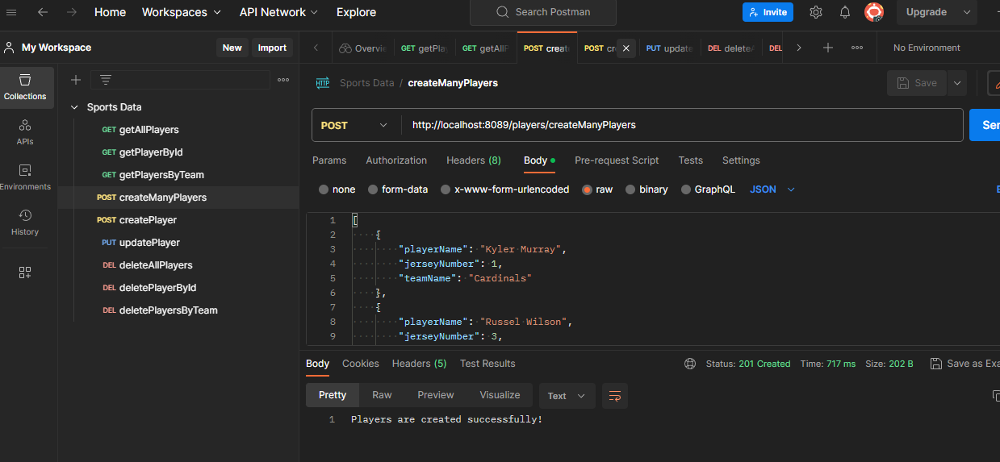 Home Workspaces API Network Explore Search Postman Invite Upgrade
My Workspace New Import Overvie GET getPla GET getAllP POST creat POST cr PUT update DEL deleteA DEL No Environment
Collections
APIs
Environments
History
Sports Data
GET getAllPlayers
GET getPlayerById
GET getPlayersByTeam
POST createManyPlayers
POST createPlayer
PUT updatePlayer
DEL deleteAllPlayers
DEL deletePlayerById
DEL deletePlayersByTeam
HTTP Sports Data / createManyPlayers Save
POST http://localhost:8089/players/createManyPlayers Sen
Params Authorization Headers (8) Body Pre-request Script Tests Settings
none form-data x-www-form-urlencoded raw binary GraphQL JSON
1 [
2 {
3 "playerName": "Kyler Murray",
4 "jerseyNumber": 1,
5 "teamName": "Cardinals"
6 },
7 {
8 "playerName": "Russel Wilson",
9 "jerseyNumber": 3,
Body Cookies Headers (5) Test Results Status: 201 Created Time: 717 ms Size: 202 B Save as Exa
Pretty Raw Preview Visualize Text
1 Players are created successfully!